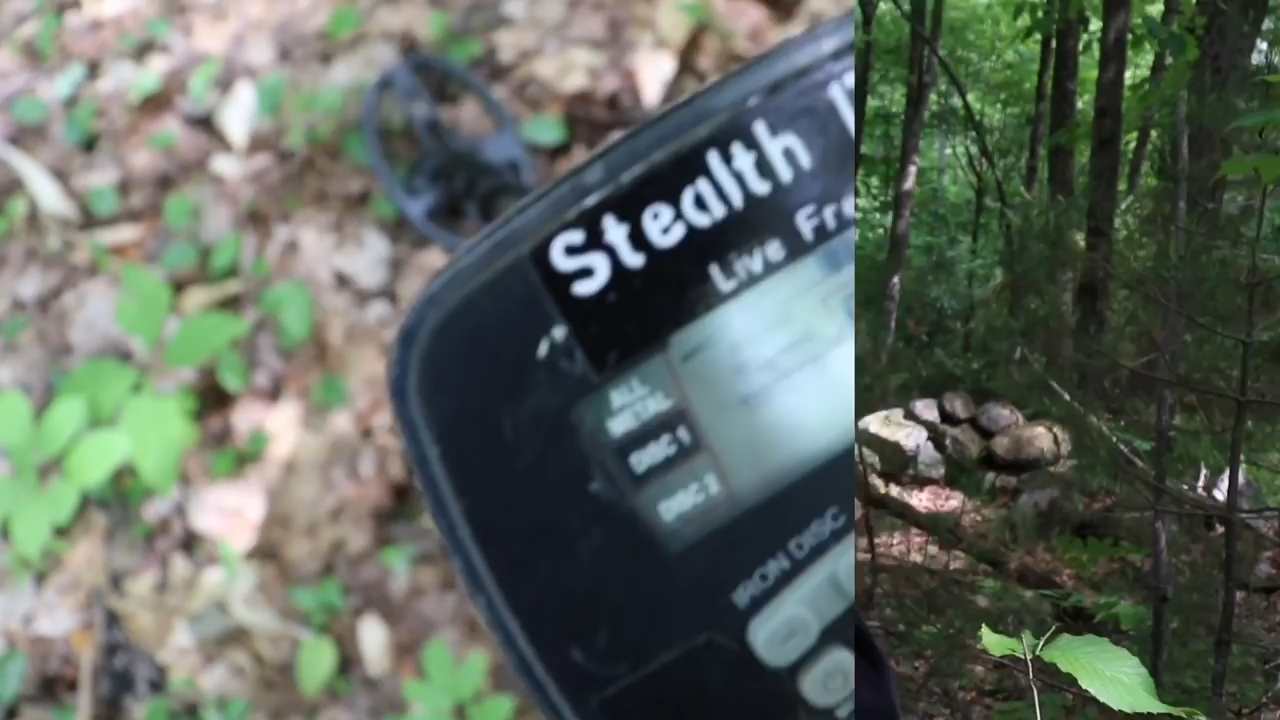 Stealth
Live
ALL
METAL
DISC 1
DISC 2
IRON DISC